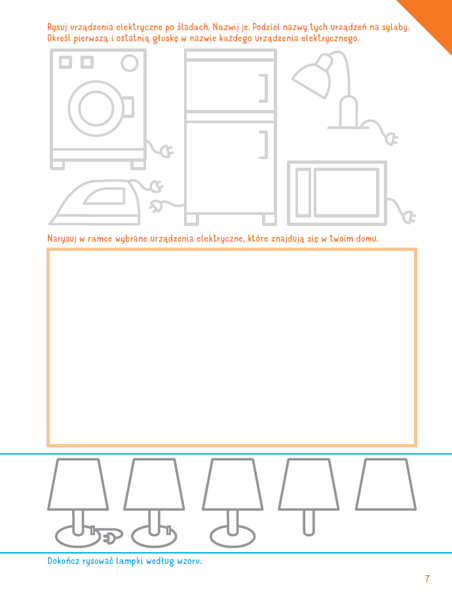 Rysuj urządzenia elektryczne po śladach. Nazwij je. Podziel nazwy tych urządzeń na sylaby.
Określ pierwszą i ostatnią głoskę w nazwie każdego urządzenia elektrycznego.
Narysuj w ramce wybrane urządzenia elektryczne, które znajdują się w twoim domu.
Dokończ rysować lampki według wzoru.
7